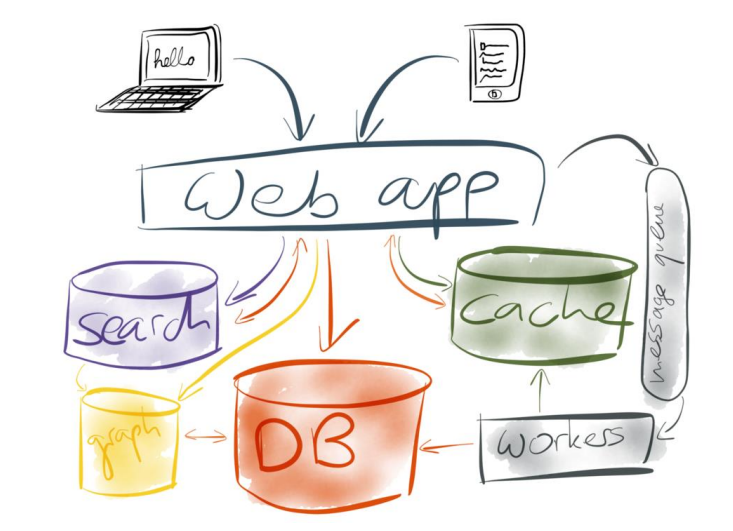 hello
Web app
message queue
search
cache
graph
DB
workers